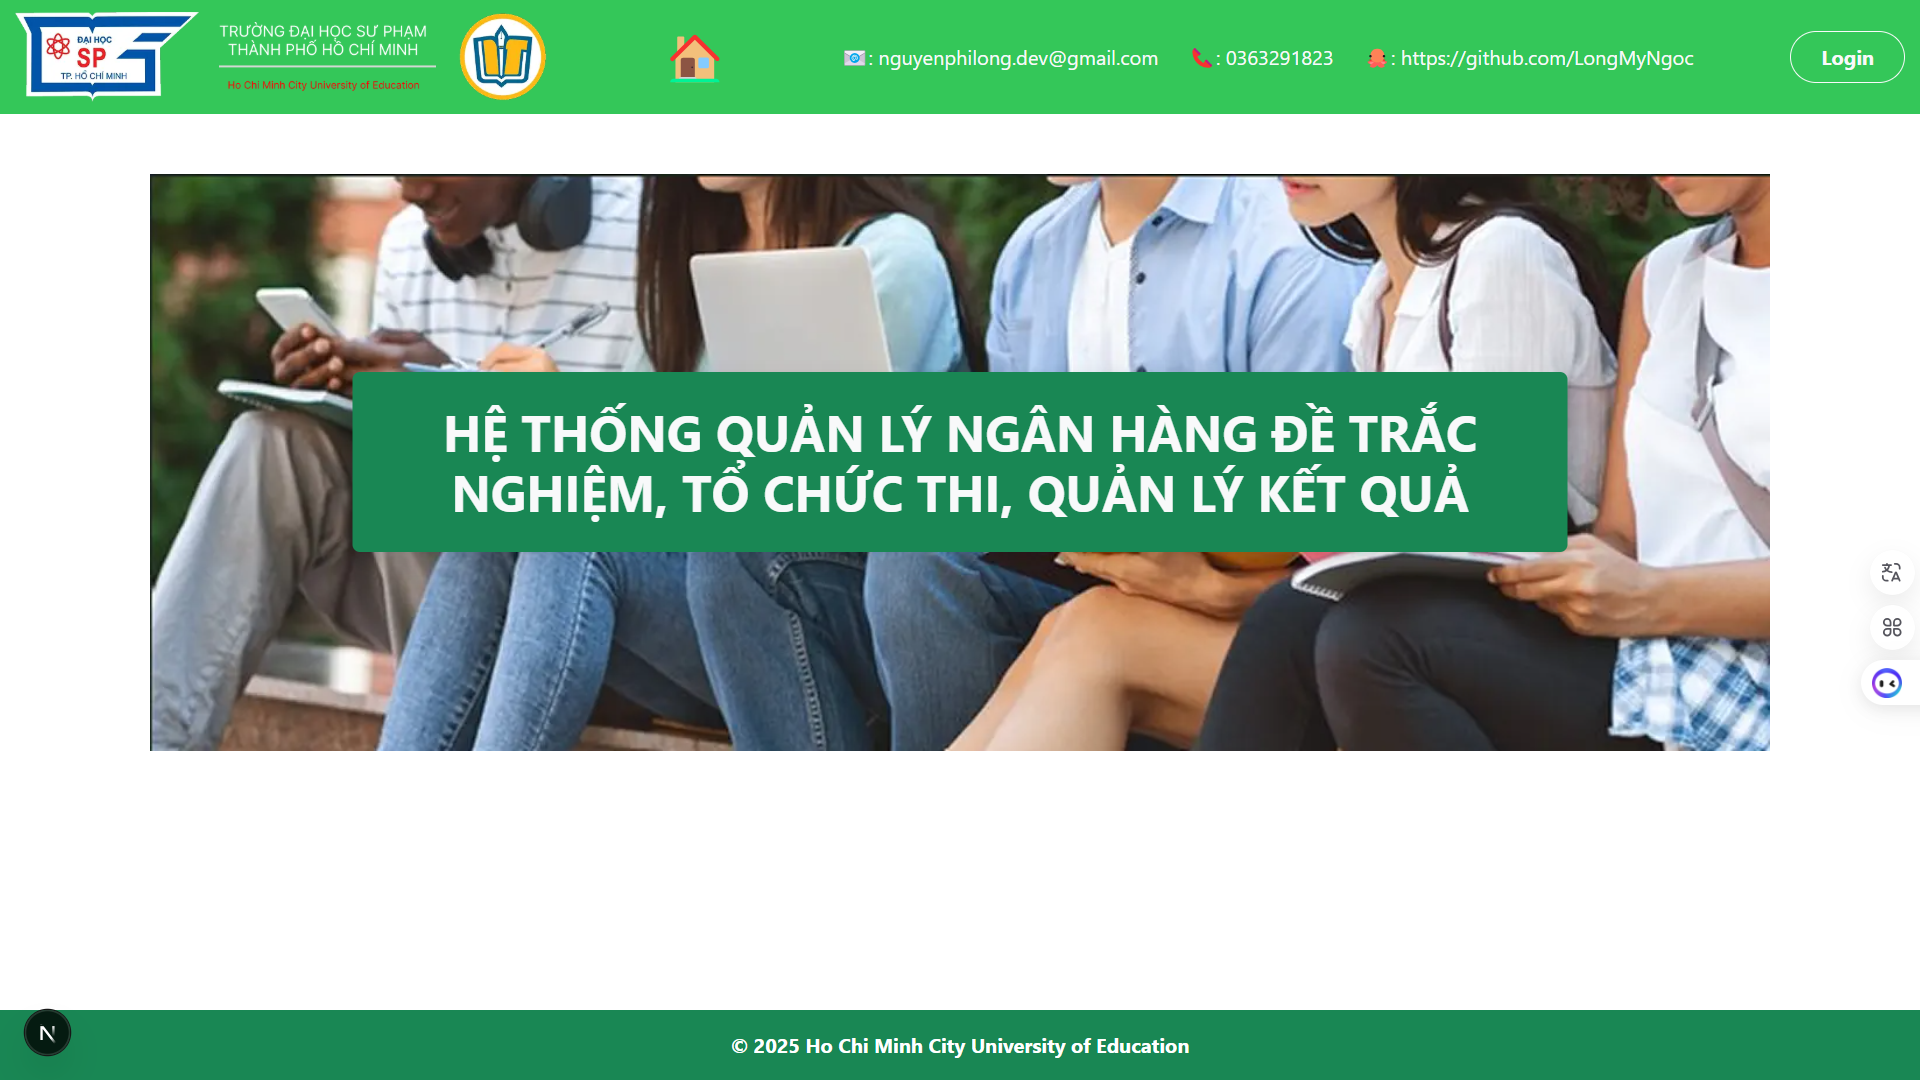 ĐẠI HỌC
SP
TP. HỒ CHÍ MINH
TRƯỜNG ĐẠI HỌC SƯ PHẠM
THÀNH PHỐ HỒ CHÍ MINH
Ho Chi Minh City University of Education
: nguyenphilong.dev@gmail.com
: 0363291823
: https://github.com/LongMyNgoc
Login
HỆ THỐNG QUẢN LÝ NGÂN HÀNG ĐỀ TRẮC
NGHIỆM, TỔ CHỨC THI, QUẢN LÝ KẾT QUẢ
N
© 2025 Ho Chi Minh City University of Education